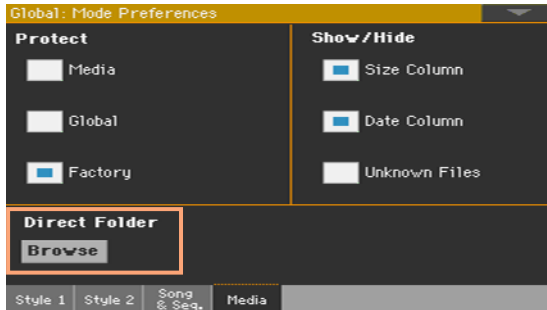 Global: Mode Preferences
Protect
Show/Hide
Media
Size Column
Global
Date Column
Factory
Unknown Files
Direct Folder
Browse
Style 1
Style 2
Song
& Seq.
Media